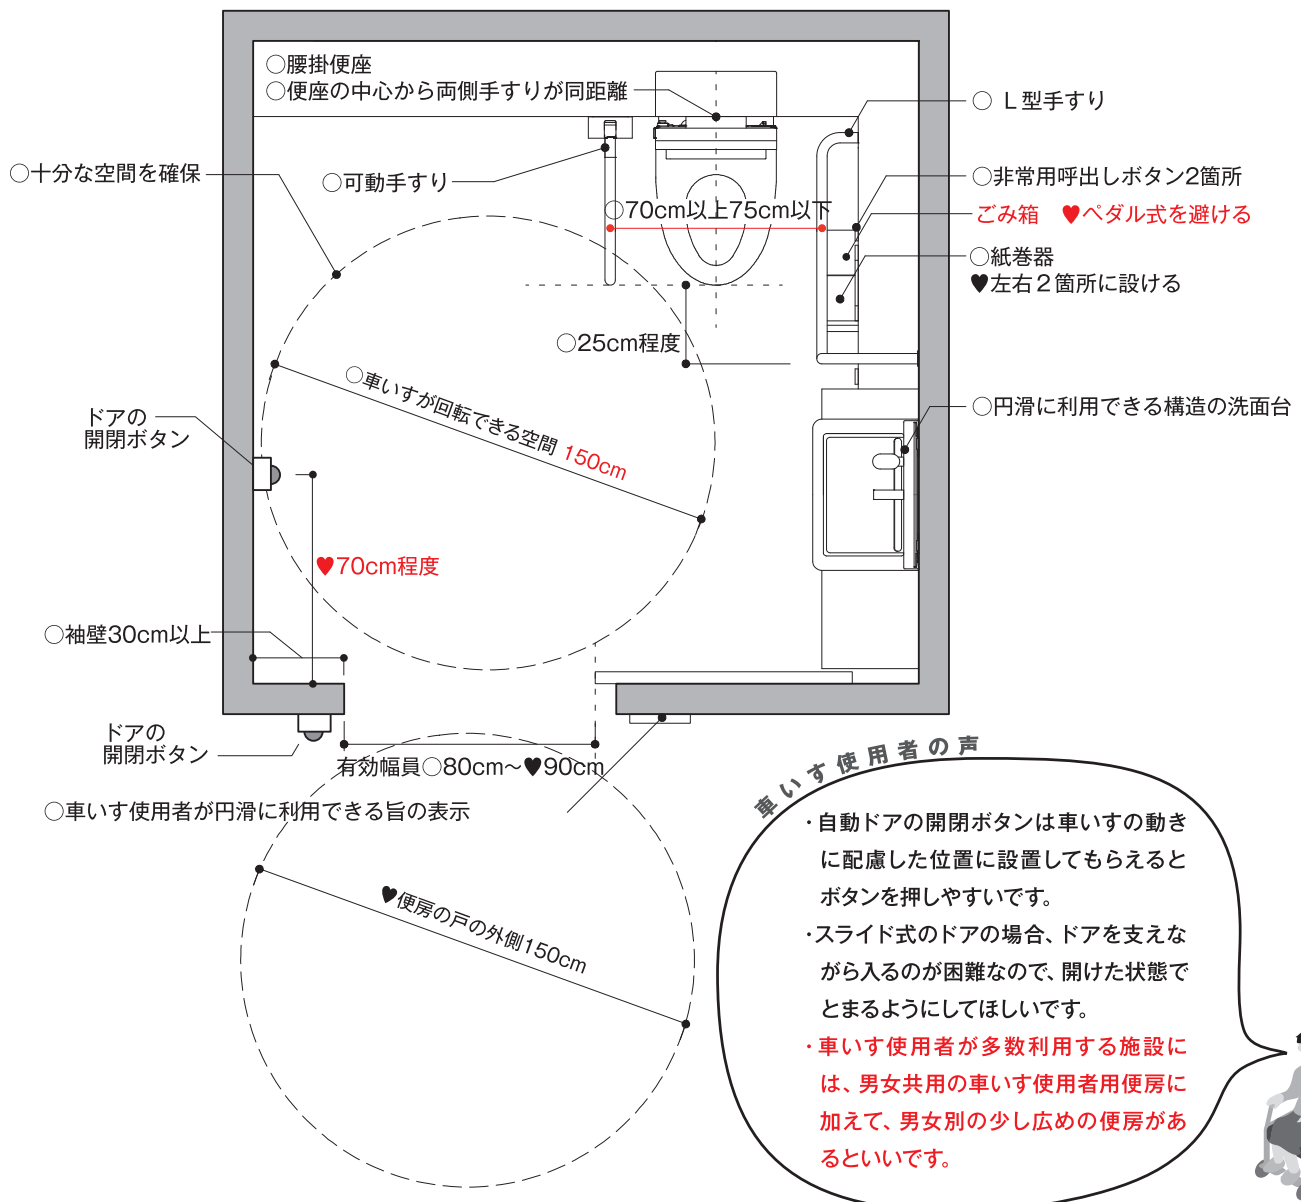 ○腰掛便座
○便座の中心から両側手すりが同距離
○ L型手すり
○十分な空間を確保
○可動手すり
○非常用呼出しボタン2箇所
○70cm以上75cm以下
ごみ箱 ♥ペダル式を避ける
○紙巻器
♥左右2箇所に設ける
○25cm程度
○車いすが回転できる空間 150cm
ドアの
開閉ボタン
○円滑に利用できる構造の洗面台
♥70cm程度
○袖壁30cm以上
ドアの
開閉ボタン
有効幅員○80cm～♥90cm
○車いす使用者が円滑に利用できる旨の表示
♥便房の戸の外側150cm
車いす使用者の声
・自動ドアの開閉ボタンは車いすの動き
に配慮した位置に設置してもらえると
ボタンを押しやすいです。
・スライド式のドアの場合、ドアを支えな
がら入るのが困難なので、開けた状態で
とまるようにしてほしいです。
・車いす使用者が多数利用する施設に
は、男女共用の車いす使用者用便房に
加えて、男女別の少し広めの便房があ
るといいです。